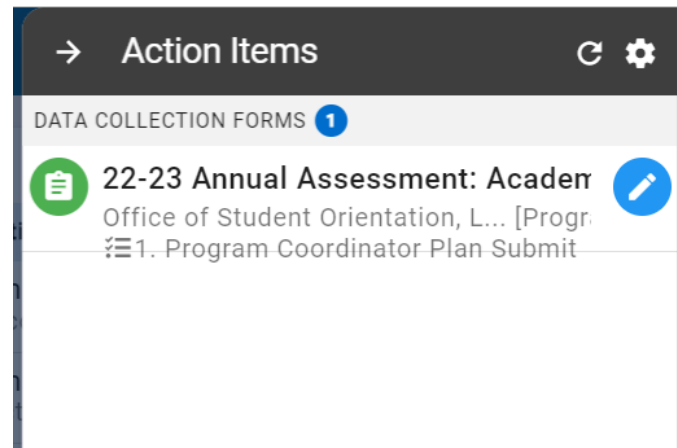 Action Items
DATA COLLECTION FORMS 1
22-23 Annual Assessment: Academ
Office of Student Orientation, L... [Progr
1. Program Coordinator Plan Submit